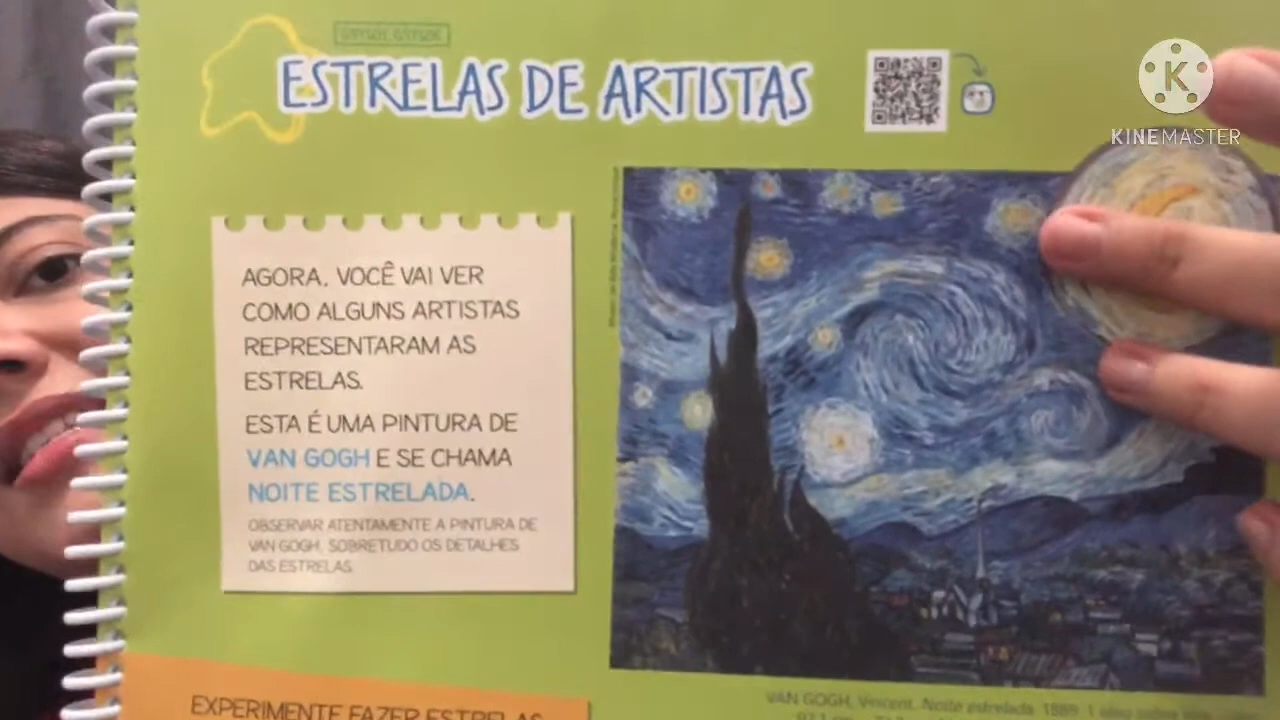 ESTRELAS DE ARTISTAS
KINEMASTER
AGORA, VOCÊ VAI VER
COMO ALGUNS ARTISTAS
REPRESENTARAM AS
ESTRELAS.
ESTA É UMA PINTURA DE
VAN GOGH E SE CHAMA
NOITE ESTRELADA.
OBSERVAR ATENTAMENTE A PINTURA DE
VAN GOGH, SOBRETUDO OS DETALHES
DAS ESTRELAS.
EXPERIMENTE FAZER ESTRELAS
VAN GOGH, Vincent. Noite estrelada. 1889. 1